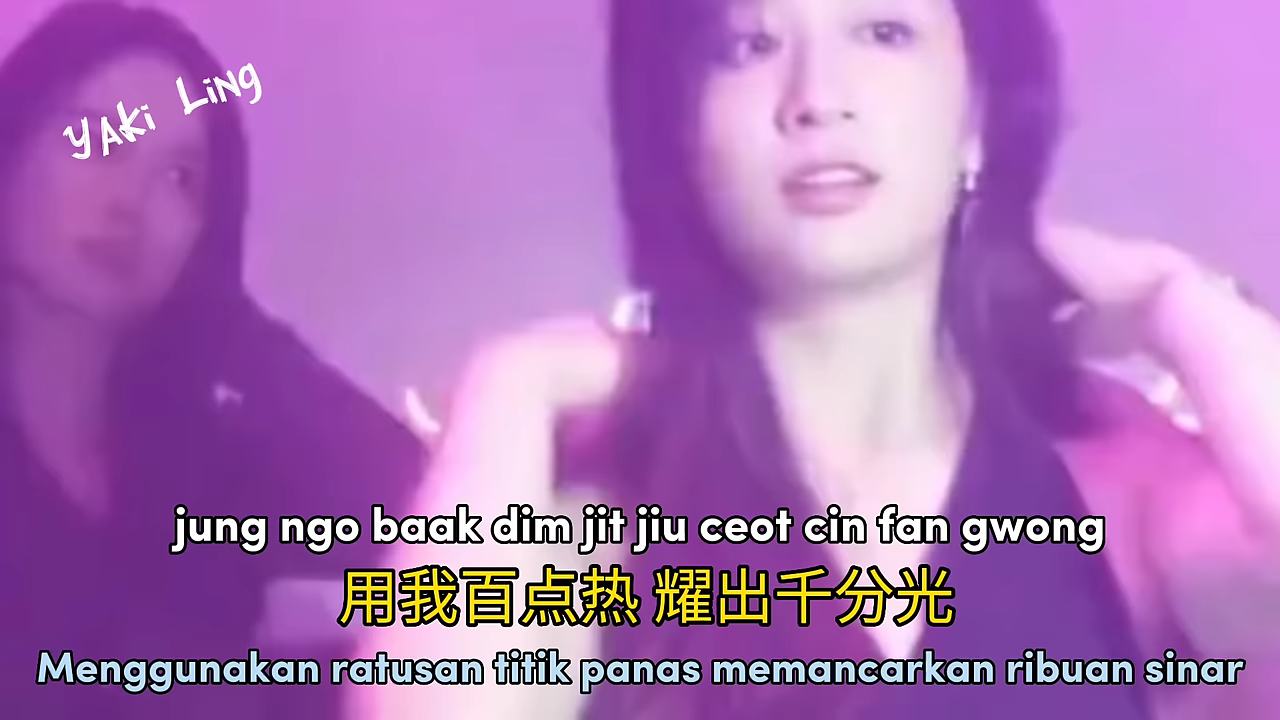 YAki LiNg
jung ngo baak dim jit jiu ceot cin fan gwong
用我百点热 耀出千分光
Menggunakan ratusan titik panas memancarkan ribuan sinar